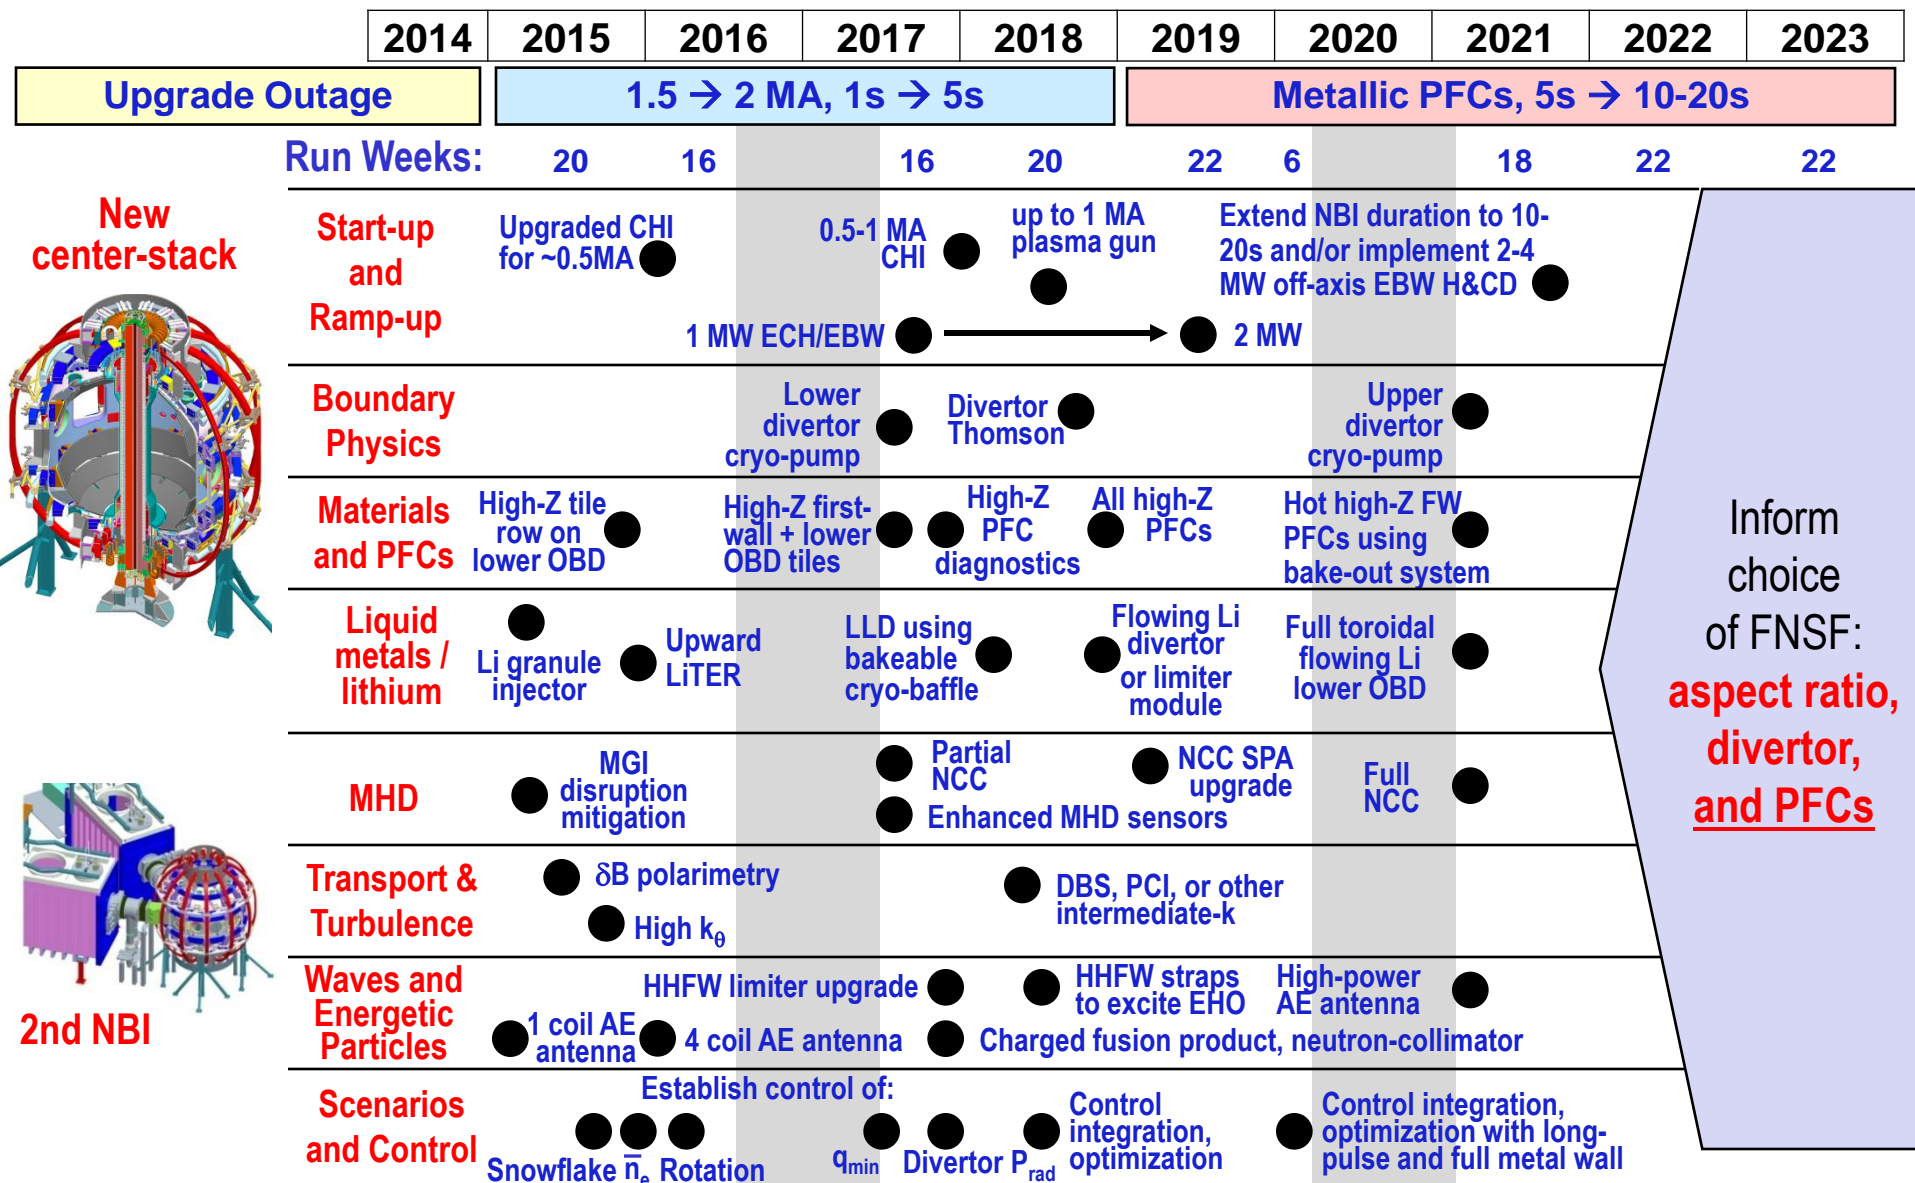 2014 2015 2016 2017 2018 2019 2020 2021 2022 2023
Upgrade Outage
1.5 → 2 MA, 1s → 5s
Metallic PFCs, 5s → 10-20s
Run Weeks: 20 16 16 20 22 6 18 22 22
New
center-stack
2nd NBI
Start-up
and
Ramp-up
Upgraded CHI
for ~0.5MA
0.5-1 MA
CHI
up to 1 MA
plasma gun
Extend NBI duration to 10-
20s and/or implement 2-4
MW off-axis EBW H&CD
1 MW ECH/EBW
2 MW
Boundary
Physics
Lower
divertor
cryo-pump
Divertor
Thomson
Upper
divertor
cryo-pump
Materials
and PFCs
High-Z tile
row on
lower OBD
High-Z first-
wall + lower
OBD tiles
High-Z
PFC
diagnostics
All high-Z
PFCs
Hot high-Z FW
PFCs using
bake-out system
Liquid
metals /
lithium
Li granule
injector
Upward
LiTER
LLD using
bakeable
cryo-baffle
Flowing Li
divertor
or limiter
module
Full toroidal
flowing Li
lower OBD
MHD
MGI
disruption
mitigation
Partial
NCC
Enhanced MHD sensors
NCC SPA
upgrade
Full
NCC
Transport &
Turbulence
δB polarimetry
High kθ
DBS, PCI, or other
intermediate-k
Waves and
Energetic
Particles
HHFW limiter upgrade
HHFW straps
to excite EHO
High-power
AE antenna
1 coil AE
antenna
4 coil AE antenna
Charged fusion product, neutron-collimator
Scenarios
and Control
Establish control of:
Snowflake n̅e Rotation
qmin
Divertor Prad
Control
integration,
optimization
Control integration,
optimization with long-
pulse and full metal wall
Inform
choice
of FNSF:
aspect ratio,
divertor,
and PFCs